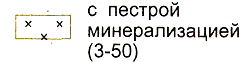 с пестрой
минерализацией
(3-50)